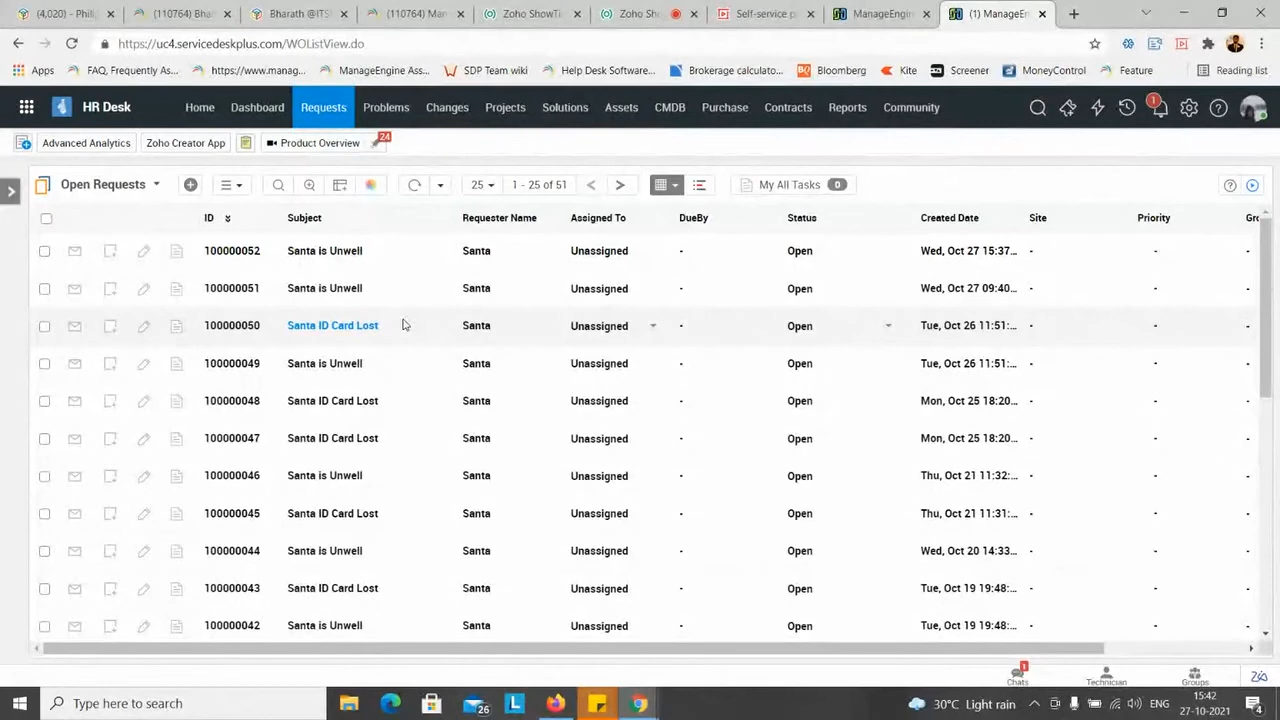 (4,020) - Philip
(110764) Bhat
Bharath @ITS
(110764) Mar
Zoho ShowTi
Zoho Sh
Self-service p
ManageEngin
(1) ManageEn
https://uc4.servicedeskplus.com/WOListView.do
Apps
FAQ, Frequently As...
https://www.manag...
ManageEngine Ass...
SDP Team wiki
Help Desk Software...
Brokerage calculato...
Bloomberg
Kite
Screener
MoneyControl
Feature
Reading list
HR Desk
Home
Dashboard
Requests
Problems
Changes
Projects
Solutions
Assets
CMDB
Purchase
Contracts
Reports
Community
1
Advanced Analytics
Zoho Creator App
Product Overview
24
Open Requests
25
1 - 25 of 51
My All Tasks 0
ID Subject Requester Name Assigned To DueBy Status Created Date Site Priority Gro
100000052 Santa is Unwell Santa Unassigned - Open Wed, Oct 27 15:37... - - -
100000051 Santa is Unwell Santa Unassigned - Open Wed, Oct 27 09:40... - - -
100000050 Santa ID Card Lost Santa Unassigned - Open Tue, Oct 26 11:51:... - - -
100000049 Santa is Unwell Santa Unassigned - Open Tue, Oct 26 11:51:... - - -
100000048 Santa ID Card Lost Santa Unassigned - Open Mon, Oct 25 18:20... - - -
100000047 Santa ID Card Lost Santa Unassigned - Open Mon, Oct 25 18:20... - - -
100000046 Santa is Unwell Santa Unassigned - Open Thu, Oct 21 11:32:... - - -
100000045 Santa ID Card Lost Santa Unassigned - Open Thu, Oct 21 11:31:... - - -
100000044 Santa is Unwell Santa Unassigned - Open Wed, Oct 20 14:33... - - -
100000043 Santa ID Card Lost Santa Unassigned - Open Tue, Oct 19 19:48:... - - -
100000042 Santa is Unwell Santa Unassigned - Open Tue, Oct 19 19:48:... - - -
1
Chats
Technician
Groups
Type here to search
26
30°C Light rain
ENG
15:42
27-10-2021
4